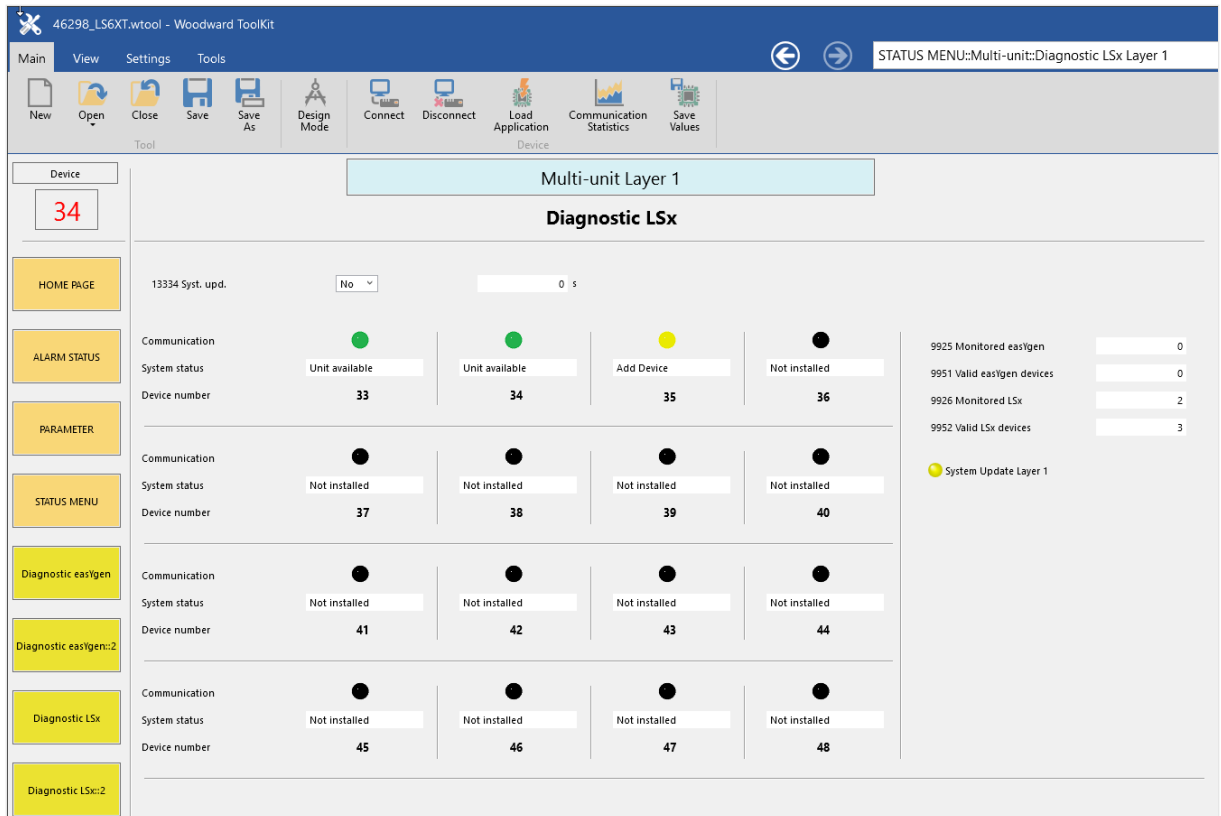 46298_LS6XT.wtool - Woodward ToolKit
Main View Settings Tools
STATUS MENU::Multi-unit::Diagnostic LSx Layer 1
New Open Close Save Save As Design Mode Connect Disconnect Load Application Communication Statistics Save Values
Tool Device
Device
34
Multi-unit Layer 1
Diagnostic LSx
HOME PAGE
ALARM STATUS
PARAMETER
STATUS MENU
Diagnostic easYgen
Diagnostic easYgen::2
Diagnostic LSx
Diagnostic LSx::2
13334 Syst. upd. No 0 s
Communication
System status Unit available Unit available Add Device Not installed
Device number 33 34 35 36
Communication
System status Not installed Not installed Not installed Not installed
Device number 37 38 39 40
Communication
System status Not installed Not installed Not installed Not installed
Device number 41 42 43 44
Communication
System status Not installed Not installed Not installed Not installed
Device number 45 46 47 48
9925 Monitored easYgen 0
9951 Valid easYgen devices 0
9926 Monitored LSx 2
9952 Valid LSx devices 3
System Update Layer 1